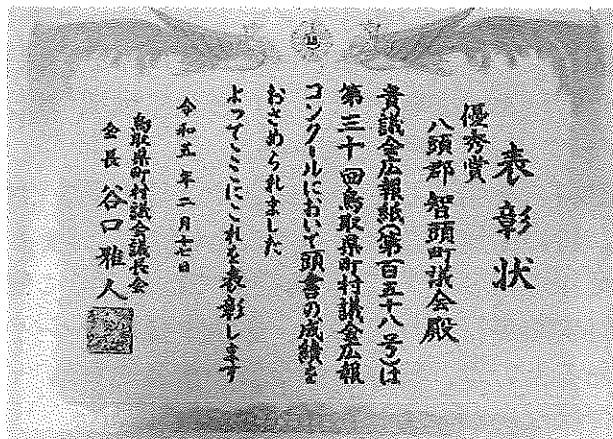 表彰状
優秀賞
八頭郡智頭町議会殿
貴議会広報紙(第百五十八号)は
第三十回鳥取県町村議会広報
コンクールにおいて頭書の成績を
おさめられました
よってここにこれを表彰します
令和五年二月十七日
鳥取県町村議会議長会
会長 谷口雅人